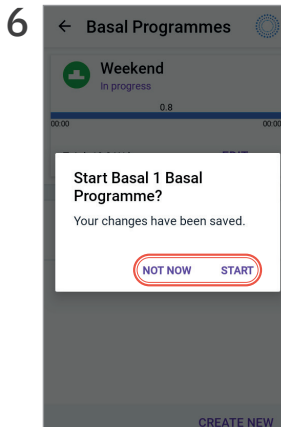 6
Basal Programmes
Weekend
In progress
0.8
00:00 00:00
Start Basal 1 Basal
Programme?
Your changes have been saved.
NOT NOW START
CREATE NEW